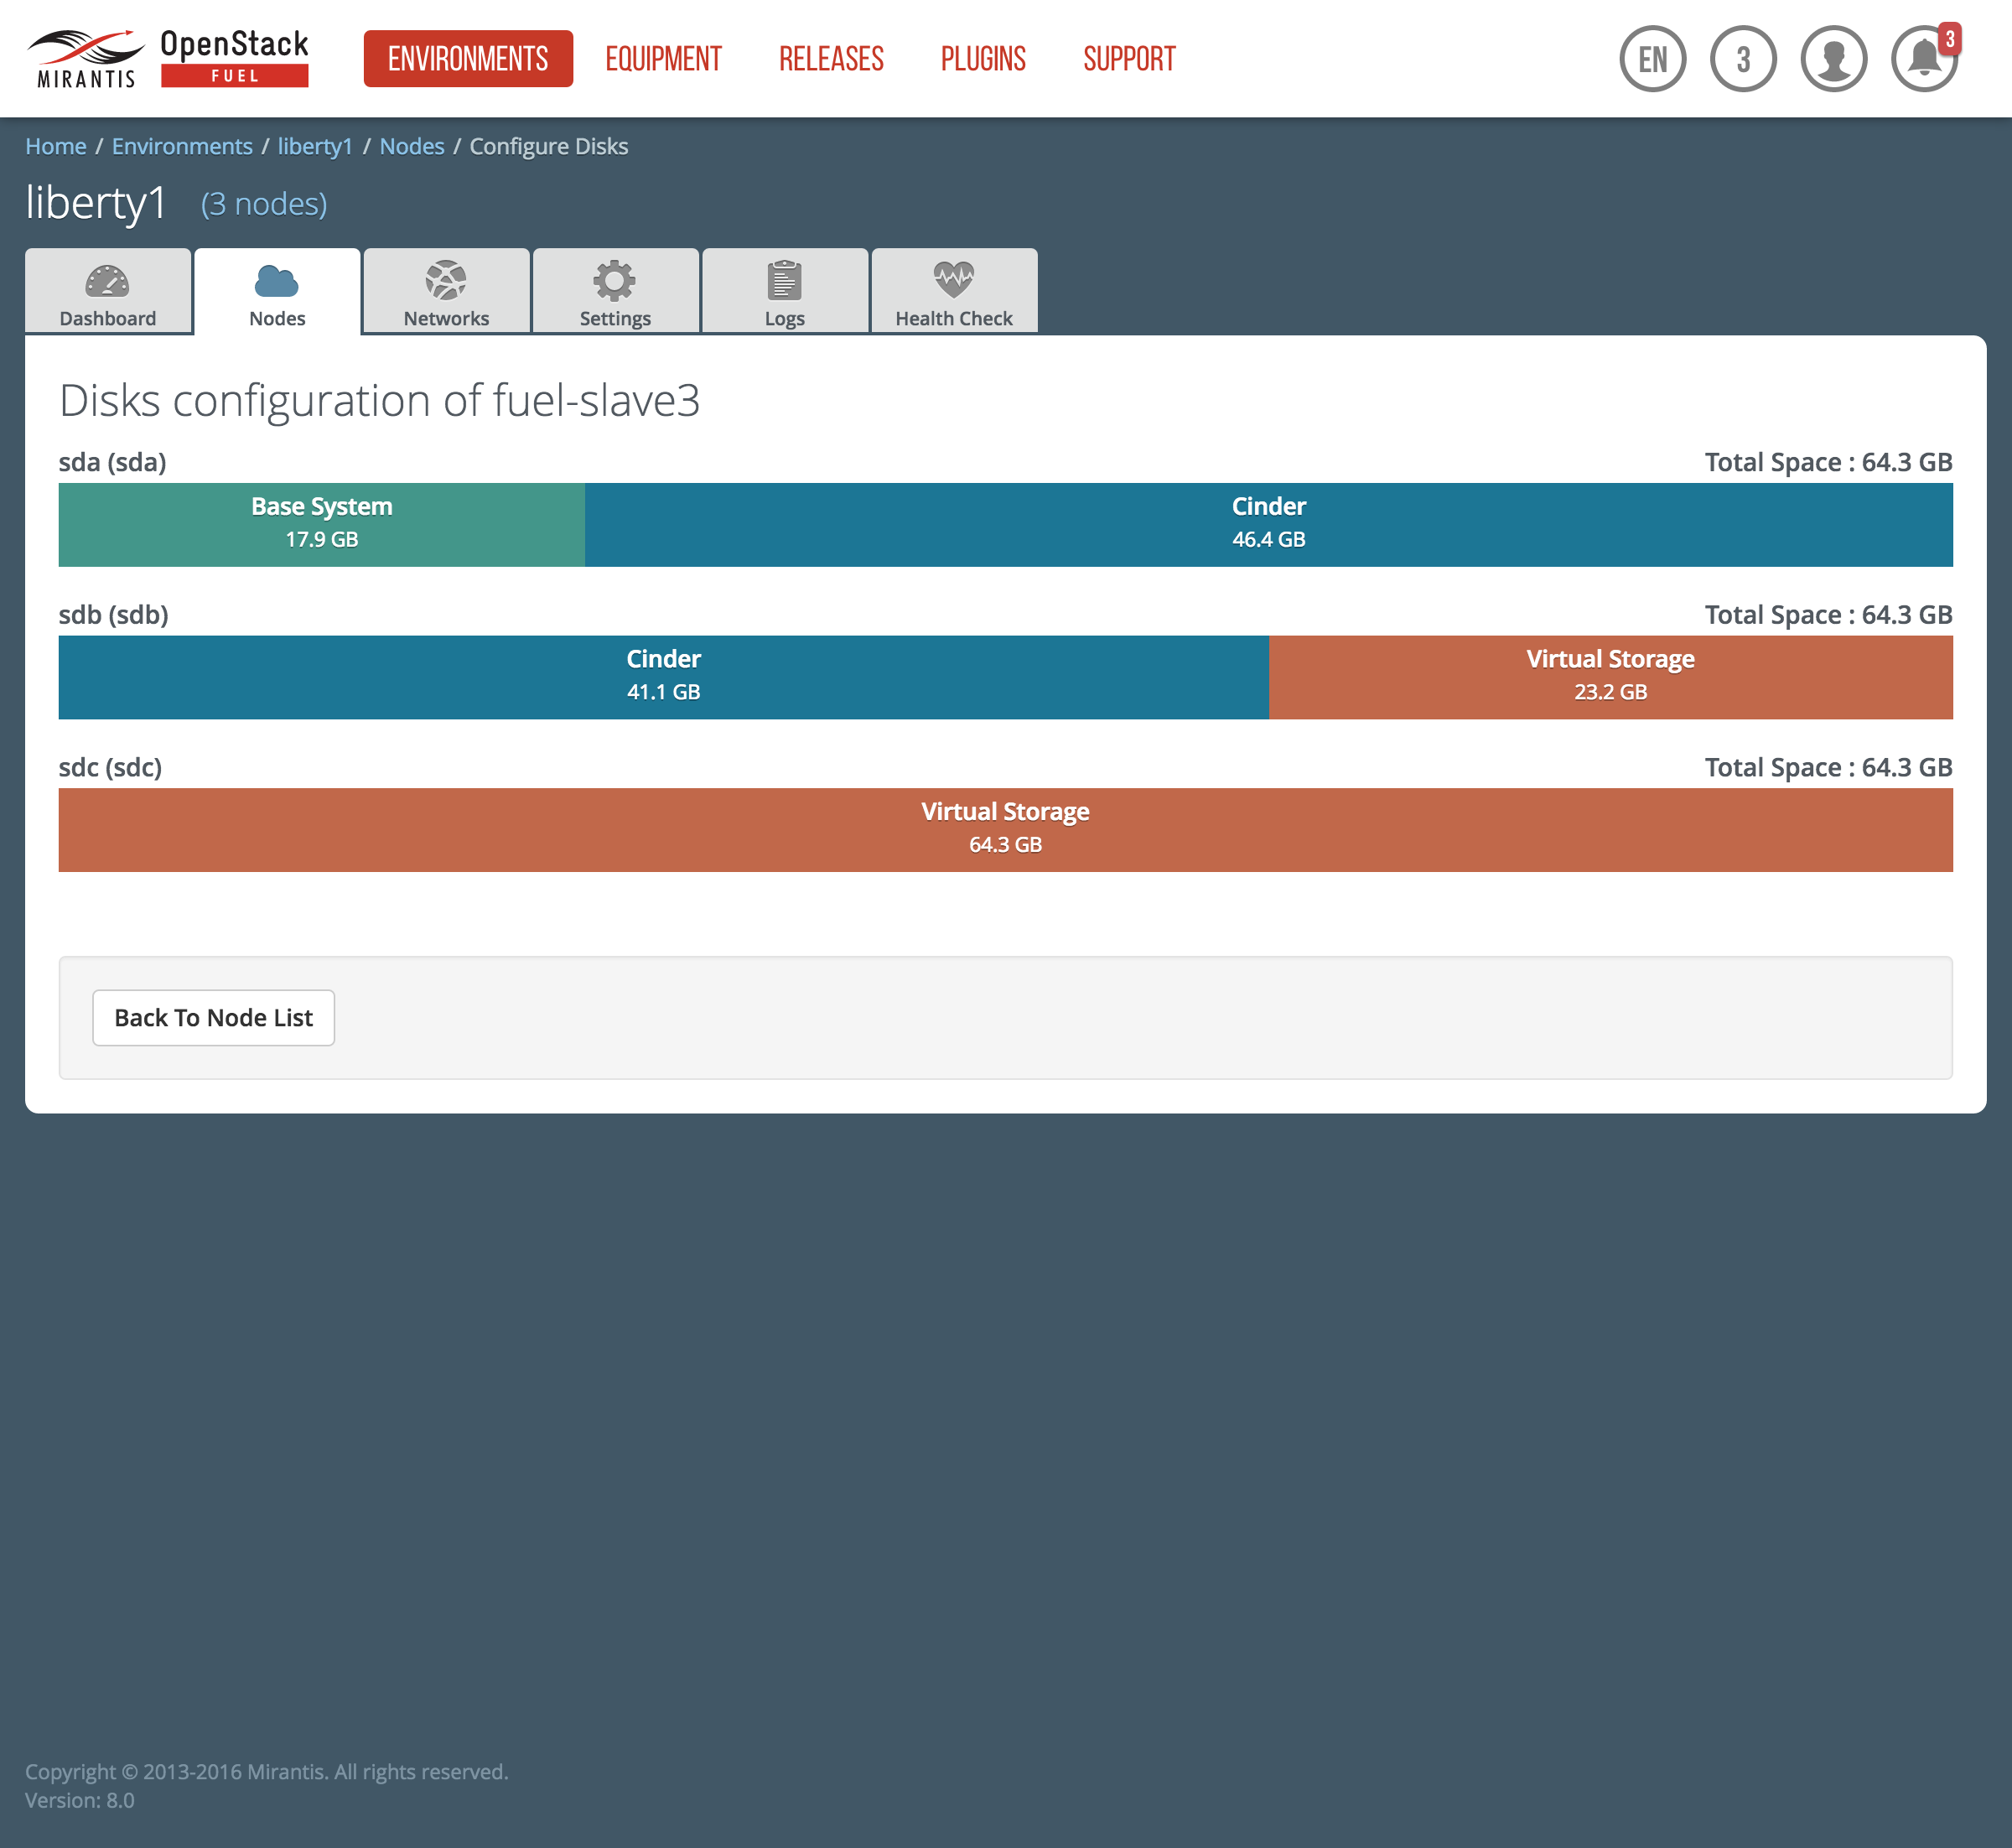 MIRANTIS
OpenStack
FUEL
ENVIRONMENTS EQUIPMENT RELEASES PLUGINS SUPPORT
EN 3 3
Home / Environments / liberty1 / Nodes / Configure Disks
liberty1 (3 nodes)
Dashboard Nodes Networks Settings Logs Health Check
Disks configuration of fuel-slave3
sda (sda) Total Space : 64.3 GB
Base System Cinder
17.9 GB 46.4 GB
sdb (sdb) Total Space : 64.3 GB
Cinder Virtual Storage
41.1 GB 23.2 GB
sdc (sdc) Total Space : 64.3 GB
Virtual Storage
64.3 GB
Back To Node List
Copyright © 2013-2016 Mirantis. All rights reserved.
Version: 8.0